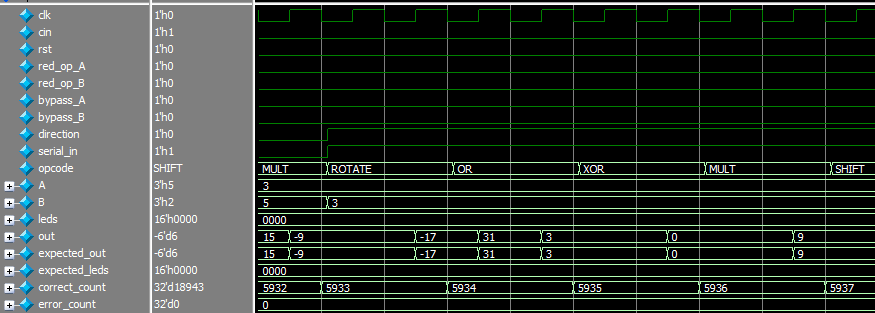 clk 1'h0
cin 1'h1
rst 1'h0
red_op_A 1'h0
red_op_B 1'h0
bypass_A 1'h0
bypass_B 1'h0
direction 1'h0
serial_in 1'h1
opcode SHIFT MULT ROTATE OR XOR MULT SHIFT
A 3'h5 3
B 3'h2 5 3
leds 16'h0000 0000
out -6'd6 15 -9 -17 31 3 0 9
expected_out -6'd6 15 -9 -17 31 3 0 9
expected_leds 16'h0000 0000
correct_count 32'd18943 5932 5933 5934 5935 5936 5937
error_count 32'd0 0